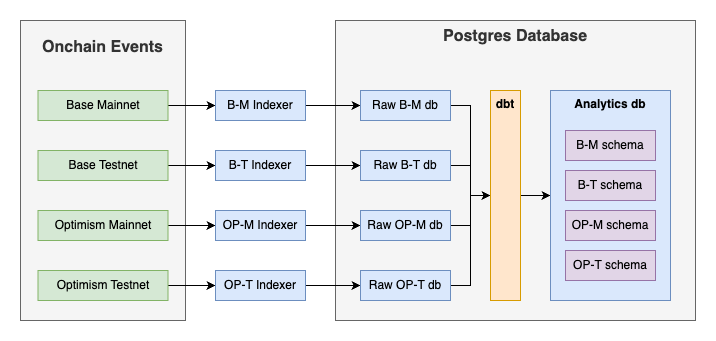 Onchain Events
Postgres Database
Base Mainnet
B-M Indexer
Raw B-M db
dbt
Analytics db
B-M schema
Base Testnet
B-T Indexer
Raw B-T db
B-T schema
Optimism Mainnet
OP-M Indexer
Raw OP-M db
OP-M schema
Optimism Testnet
OP-T Indexer
Raw OP-T db
OP-T schema